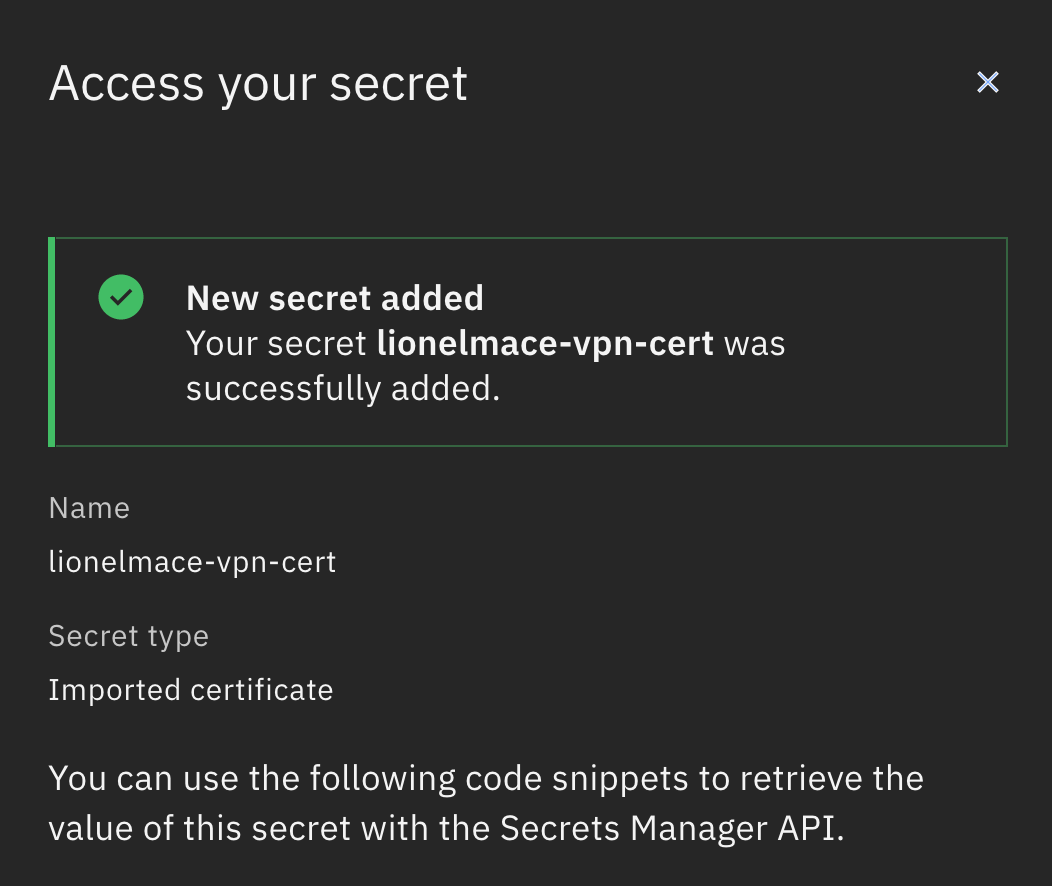 Access your secret
New secret added
Your secret lionelmace-vpn-cert was
successfully added.
Name
lionelmace-vpn-cert
Secret type
Imported certificate
You can use the following code snippets to retrieve the
value of this secret with the Secrets Manager API.